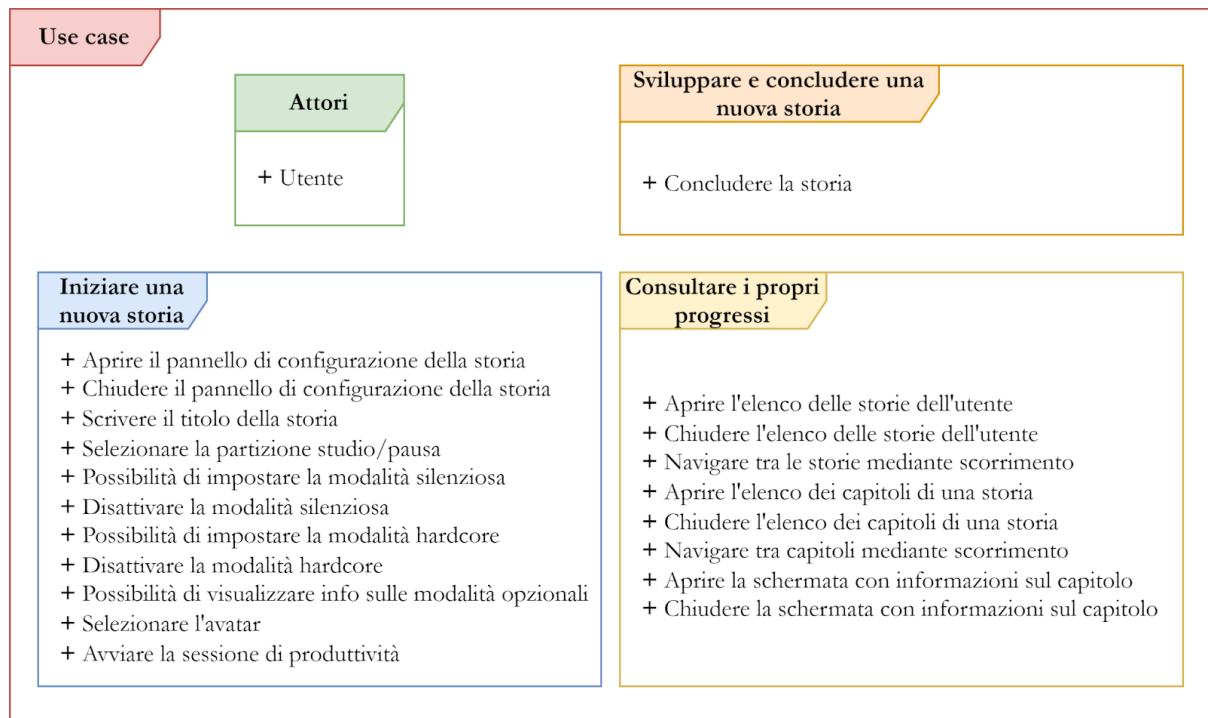 Use case
Attori
+ Utente
Sviluppare e concludere una
nuova storia
+ Concludere la storia
Iniziare una
nuova storia
+ Aprire il pannello di configurazione della storia
+ Chiudere il pannello di configurazione della storia
+ Scrivere il titolo della storia
+ Selezionare la partizione studio/pausa
+ Possibilità di impostare la modalità silenziosa
+ Disattivare la modalità silenziosa
+ Possibilità di impostare la modalità hardcore
+ Disattivare la modalità hardcore
+ Possibilità di visualizzare info sulle modalità opzionali
+ Selezionare l'avatar
+ Avviare la sessione di produttività
Consultare i propri
progressi
+ Aprire l'elenco delle storie dell'utente
+ Chiudere l'elenco delle storie dell'utente
+ Navigare tra le storie mediante scorrimento
+ Aprire l'elenco dei capitoli di una storia
+ Chiudere l'elenco dei capitoli di una storia
+ Navigare tra capitoli mediante scorrimento
+ Aprire la schermata con informazioni sul capitolo
+ Chiudere la schermata con informazioni sul capitolo